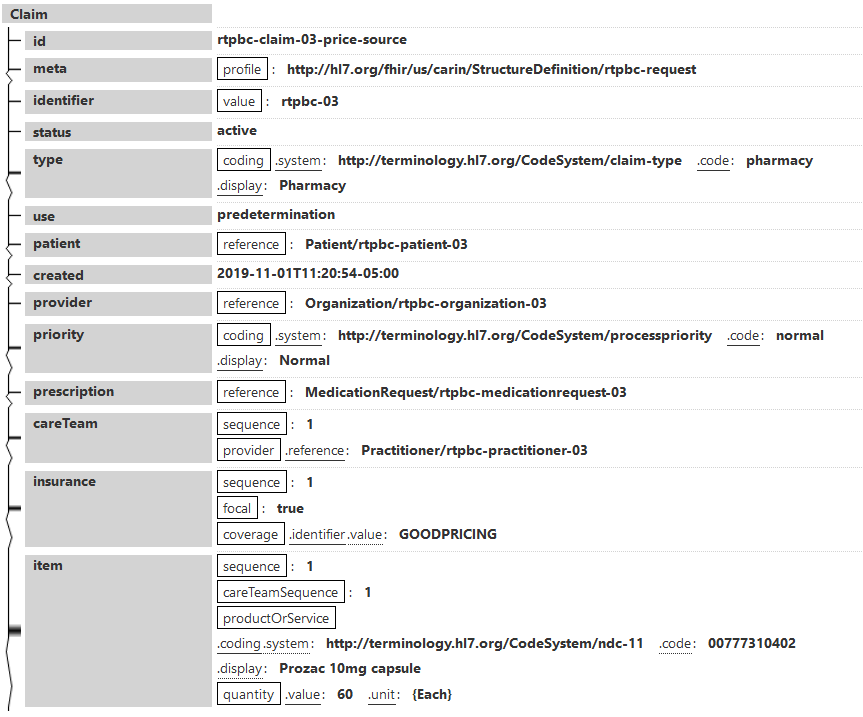 Claim
id rtpbc-claim-03-price-source
meta profile : http://hl7.org/fhir/us/carin/StructureDefinition/rtpbc-request
identifier value : rtpbc-03
status active
type coding .system: http://terminology.hl7.org/CodeSystem/claim-type .code: pharmacy
.display: Pharmacy
use predetermination
patient reference : Patient/rtpbc-patient-03
created 2019-11-01T11:20:54-05:00
provider reference : Organization/rtpbc-organization-03
priority coding .system: http://terminology.hl7.org/CodeSystem/processpriority .code: normal
.display: Normal
prescription reference : MedicationRequest/rtpbc-medicationrequest-03
careTeam sequence : 1
provider .reference: Practitioner/rtpbc-practitioner-03
insurance sequence : 1
focal : true
coverage .identifier.value: GOODPRICING
item sequence : 1
careTeamSequence : 1
productOrService
.coding.system: http://terminology.hl7.org/CodeSystem/ndc-11 .code: 00777310402
.display: Prozac 10mg capsule
quantity .value: 60 .unit: {Each}